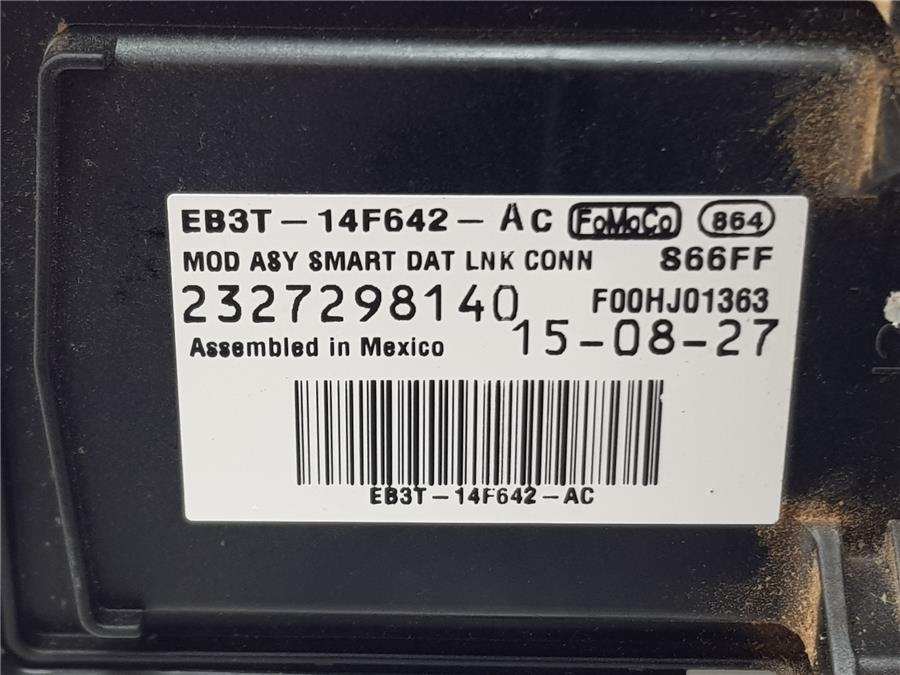 EB3T-14F642-AC FoMoCo 864
MOD ASY SMART DAT LNK CONN S66FF
2327298140 F00HJ01363
Assembled in Mexico 15-08-27
EB3T-14F642-AC